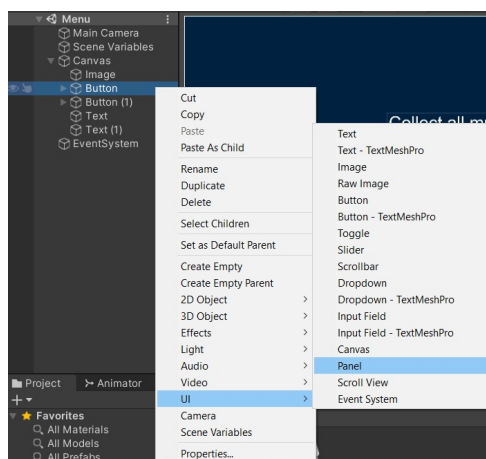 Menu
Main Camera
Scene Variables
Canvas
Image
Button
Button (1)
Text
Text (1)
EventSystem
Cut
Copy
Paste
Paste As Child
Rename
Duplicate
Delete
Select Children
Set as Default Parent
Create Empty
Create Empty Parent
2D Object
3D Object
Effects
Light
Audio
Video
UI
Camera
Scene Variables
Properties...
Collect all m
Text
Text - TextMeshPro
Image
Raw Image
Button
Button - TextMeshPro
Toggle
Slider
Scrollbar
Dropdown
Dropdown - TextMeshPro
Input Field
Input Field - TextMeshPro
Canvas
Panel
Scroll View
Event System
Project Animator
Favorites
All Materials
All Models
All Prefabs